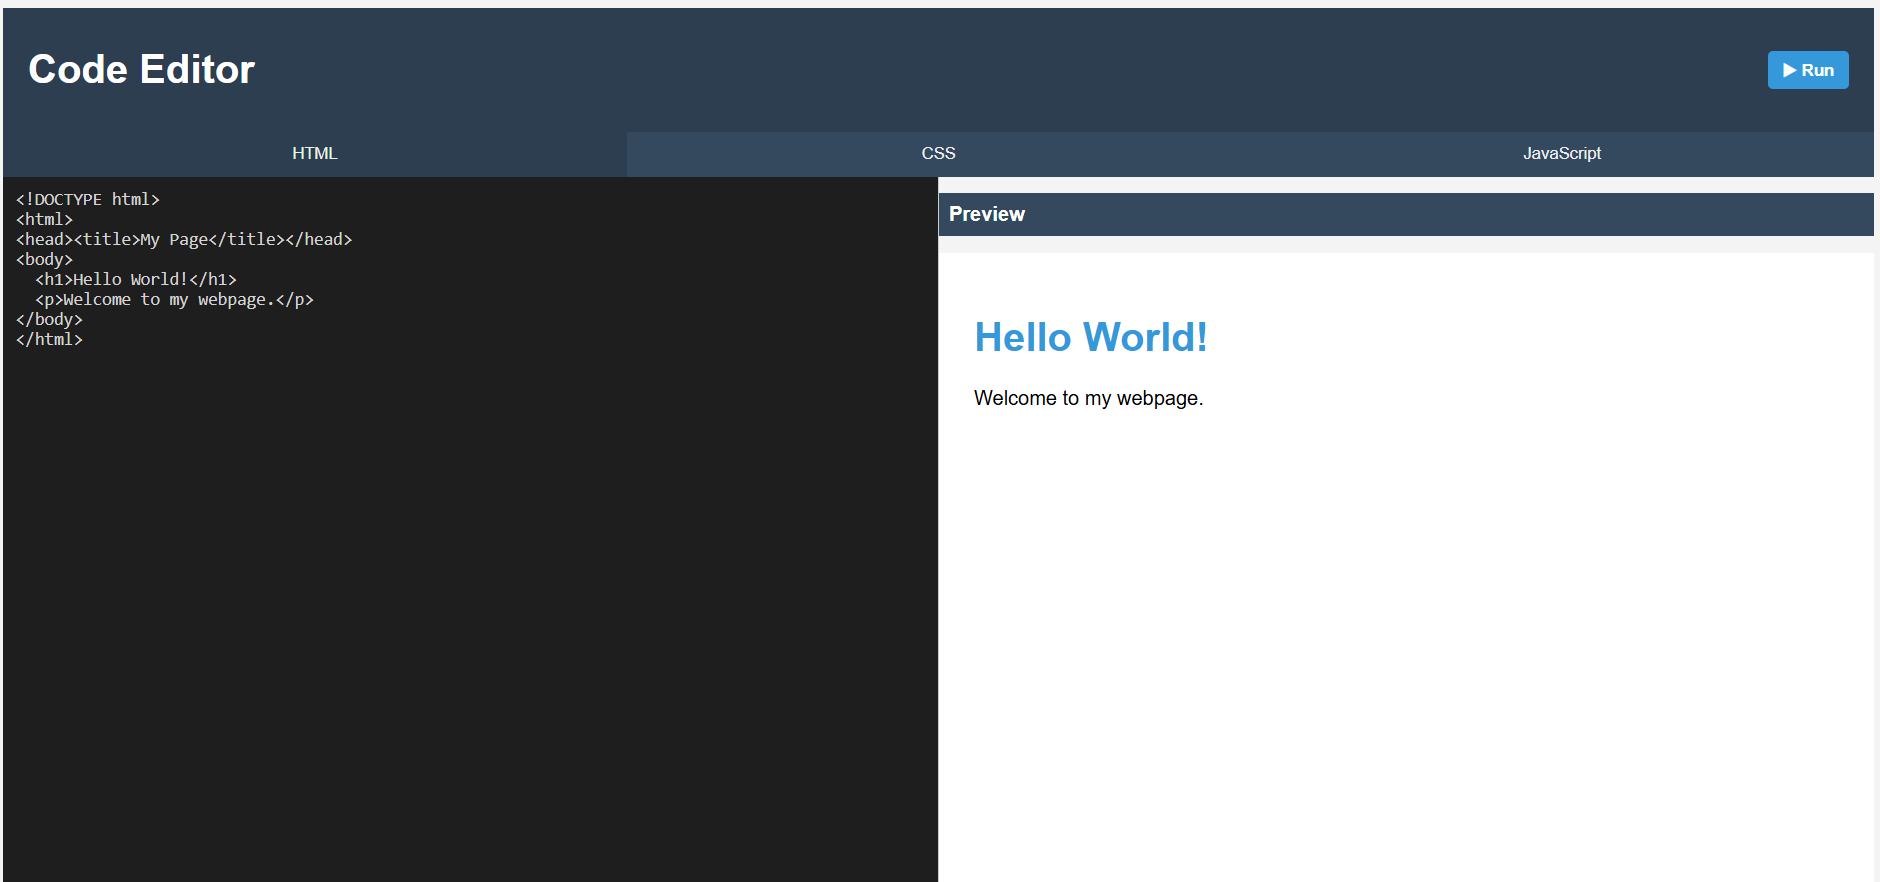 Code Editor
▶ Run
HTML
CSS
JavaScript
<!DOCTYPE html>
<html>
<head><title>My Page</title></head>
<body>
  <h1>Hello World!</h1>
  <p>Welcome to my webpage.</p>
</body>
</html>
Preview
Hello World!
Welcome to my webpage.